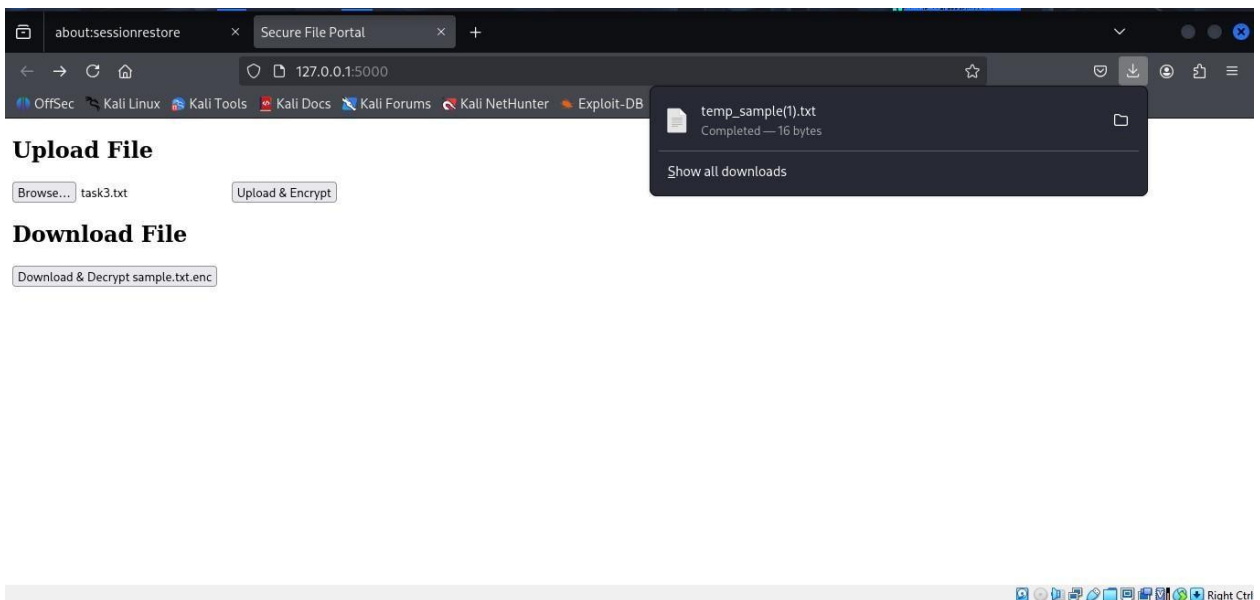 about:sessionrestore
Secure File Portal
127.0.0.1:5000
OffSec Kali Linux Kali Tools Kali Docs Kali Forums Kali NetHunter Exploit-DB
temp_sample(1).txt
Completed — 16 bytes
Show all downloads
Upload File
Browse... task3.txt Upload & Encrypt
Download File
Download & Decrypt sample.txt.enc
Right Ctrl